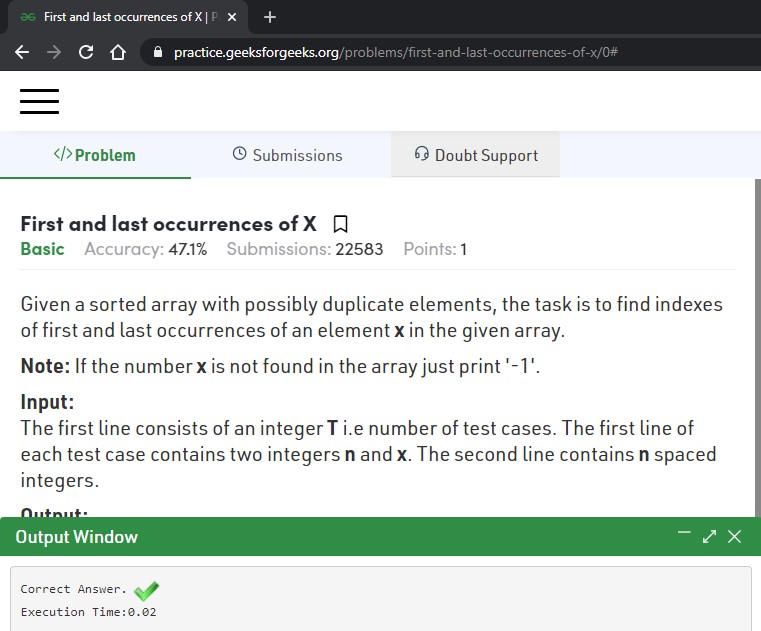 First and last occurrences of X | P
practice.geeksforgeeks.org/problems/first-and-last-occurrences-of-x/0#
</>Problem
Submissions
Doubt Support
First and last occurrences of X
Basic Accuracy: 47.1% Submissions: 22583 Points: 1
Given a sorted array with possibly duplicate elements, the task is to find indexes
of first and last occurrences of an element x in the given array.
Note: If the number x is not found in the array just print '-1'.
Input:
The first line consists of an integer T i.e number of test cases. The first line of
each test case contains two integers n and x. The second line contains n spaced
integers.
Output:
Output Window
Correct Answer.
Execution Time:0.02